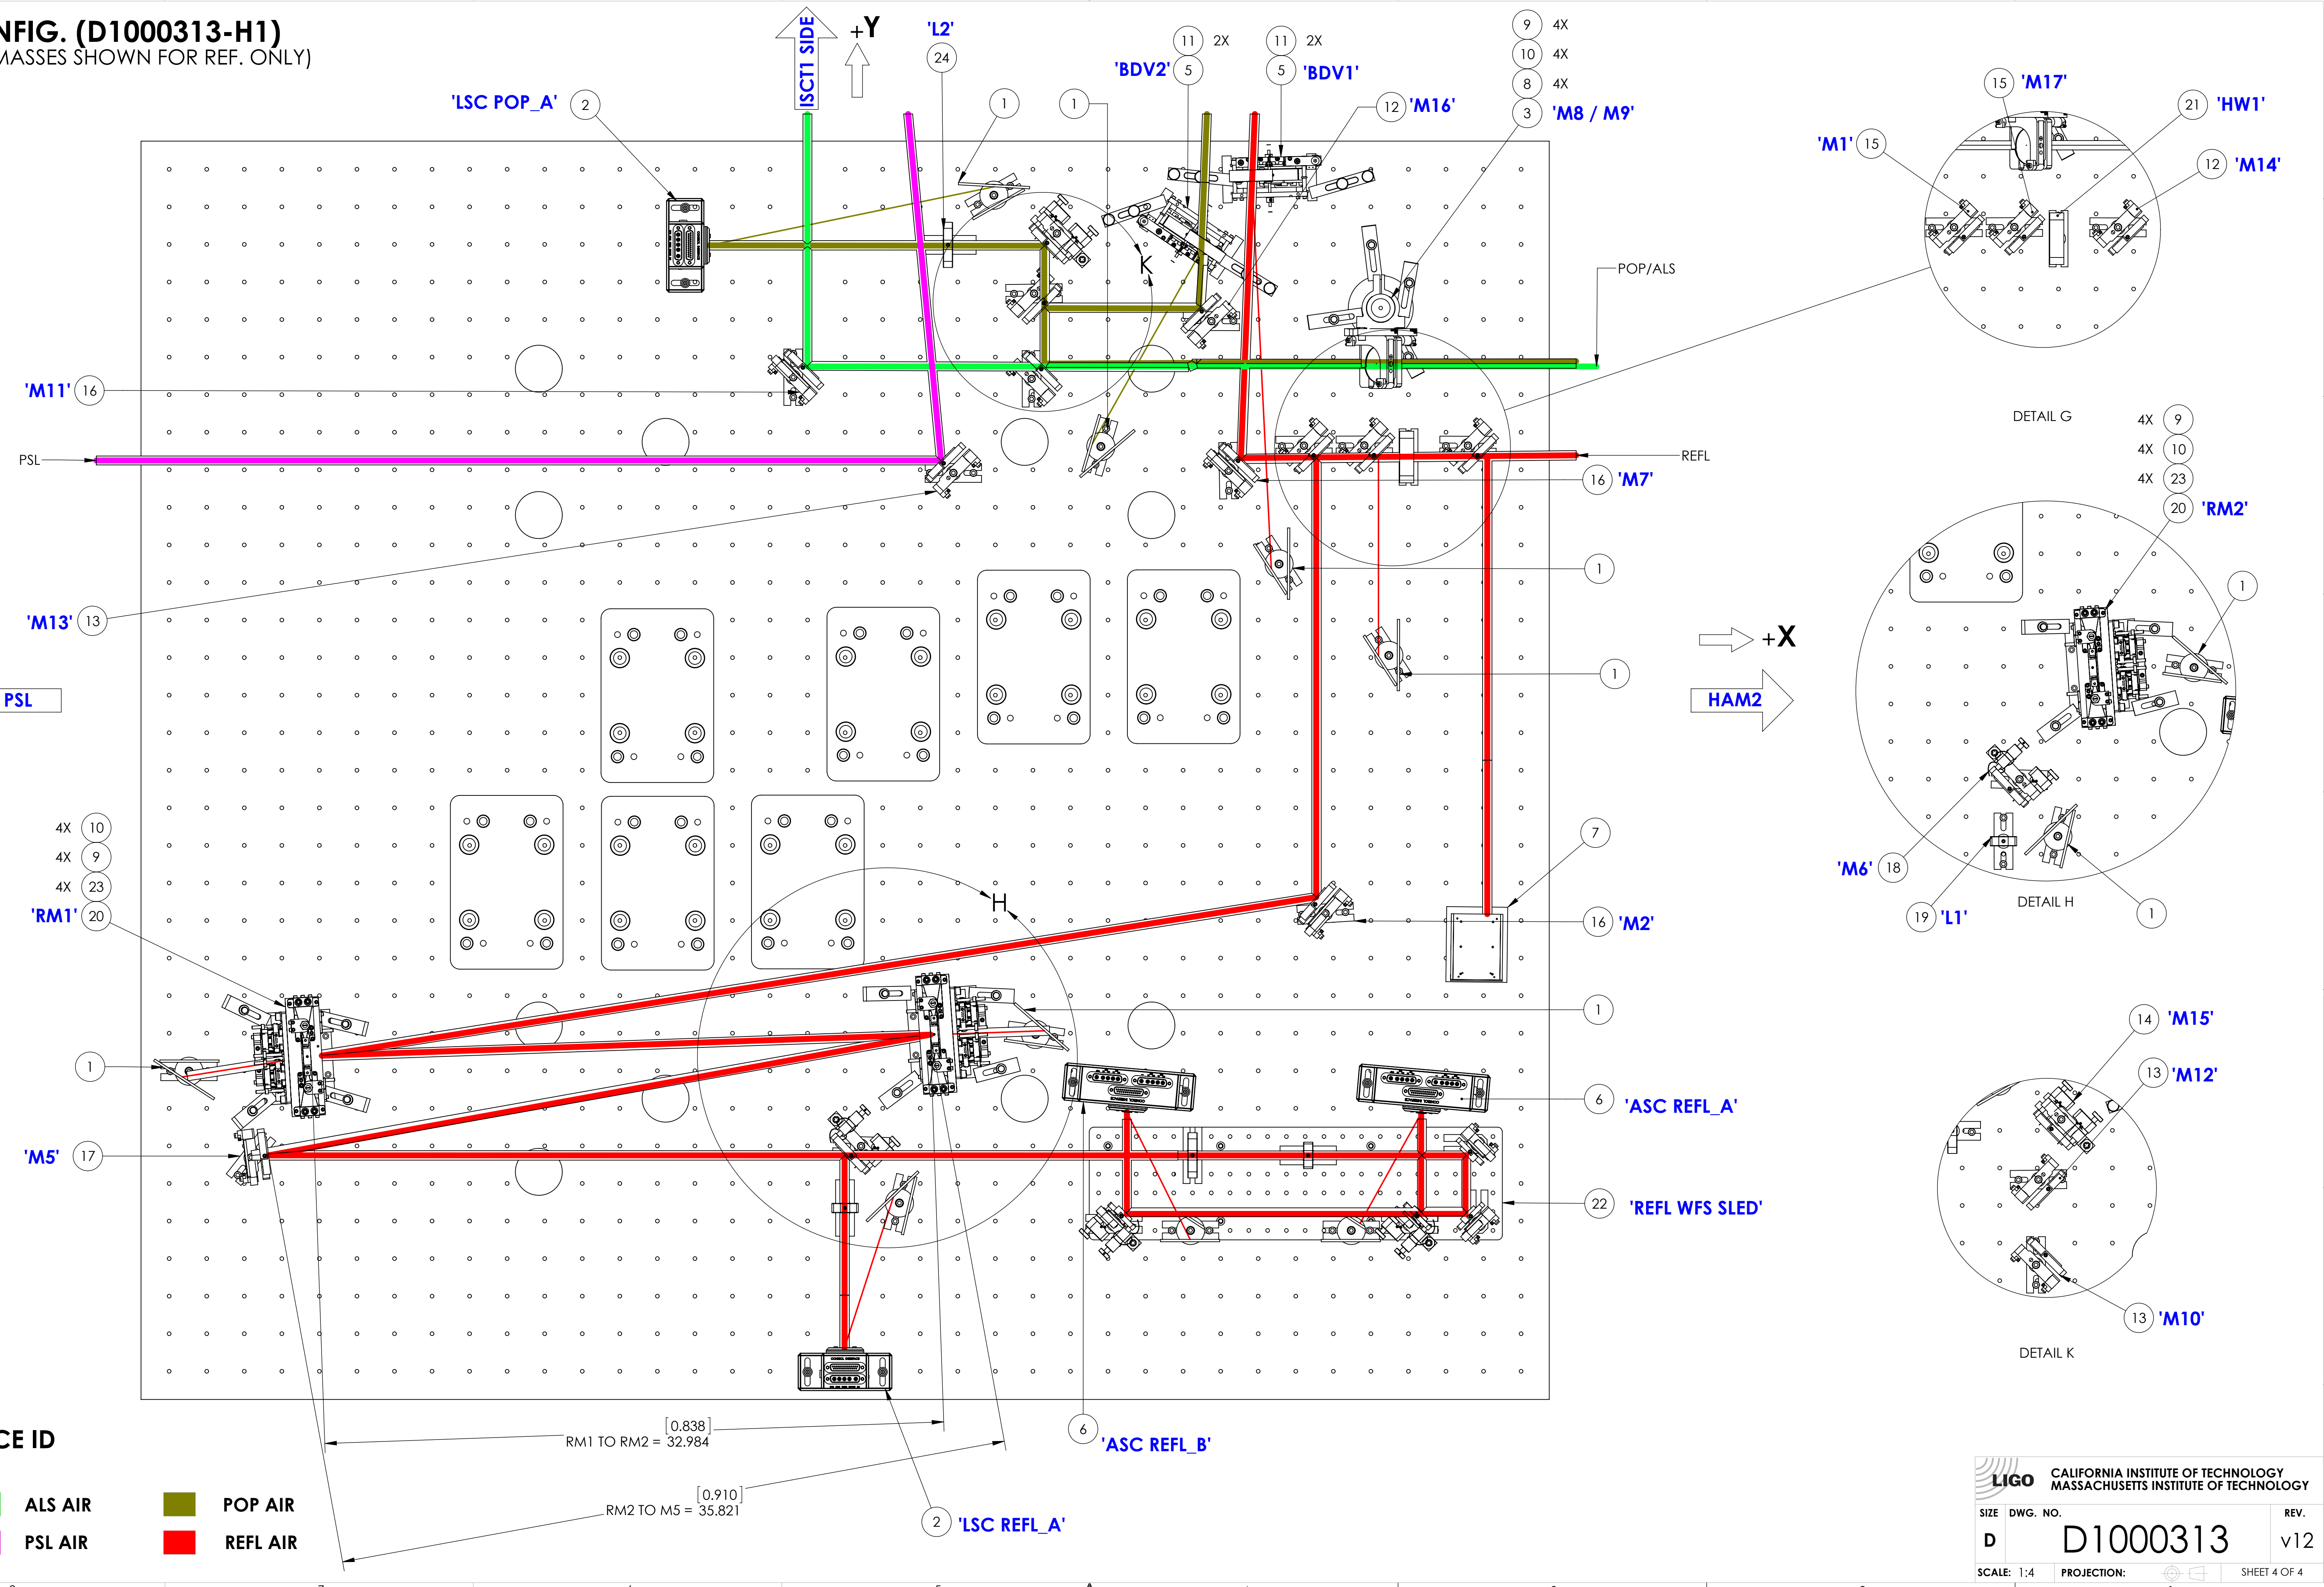 NFIG. (D1000313-H1)
MASSES SHOWN FOR REF. ONLY)
ISCT1 SIDE
+Y
'L2'
24
11 2X
'BDV2' 5
11 2X
5 'BDV1'
9 4X
10 4X
8 4X
3 'M8 / M9'
'LSC POP_A' 2
1
1
12 'M16'
K
POP/ALS
'M11' 16
PSL
REFL
16 'M7'
'M13' 13
1
1
+X
HAM2
PSL
15 'M17'
21 'HW1'
'M1' 15
12 'M14'
DETAIL G
4X 9
4X 10
4X 23
20 'RM2'
1
'M6' 18
19 'L1'
1
DETAIL H
4X 10
4X 9
4X 23
'RM1' 20
H
7
16 'M2'
1
1
14 'M15'
13 'M12'
13 'M10'
DETAIL K
6 'ASC REFL_A'
'M5' 17
22 'REFL WFS SLED'
CONTROL INTERFACE
[0.838]
RM1 TO RM2 = 32.984
6 'ASC REFL_B'
[0.910]
RM2 TO M5 = 35.821
2 'LSC REFL_A'
CE ID
ALS AIR
POP AIR
PSL AIR
REFL AIR
LIGO
CALIFORNIA INSTITUTE OF TECHNOLOGY
MASSACHUSETTS INSTITUTE OF TECHNOLOGY
SIZE DWG. NO. REV.
D D1000313 v12
SCALE: 1:4 PROJECTION: SHEET 4 OF 4